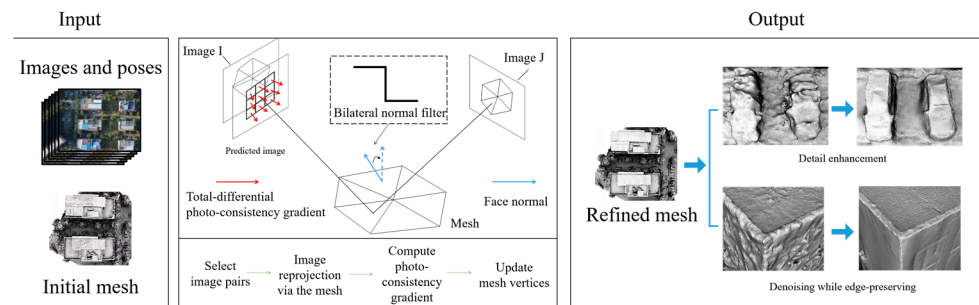 Input
Output
Images and poses
Initial mesh
Image I
Image J
Bilateral normal filter
Predicted image
Total-differential
photo-consistency gradient
Face normal
Mesh
Select
image pairs
Image
reprojection
via the mesh
Compute
photo-
consistency
gradient
Update
mesh vertices
Refined mesh
Detail enhancement
Denoising while edge-preserving